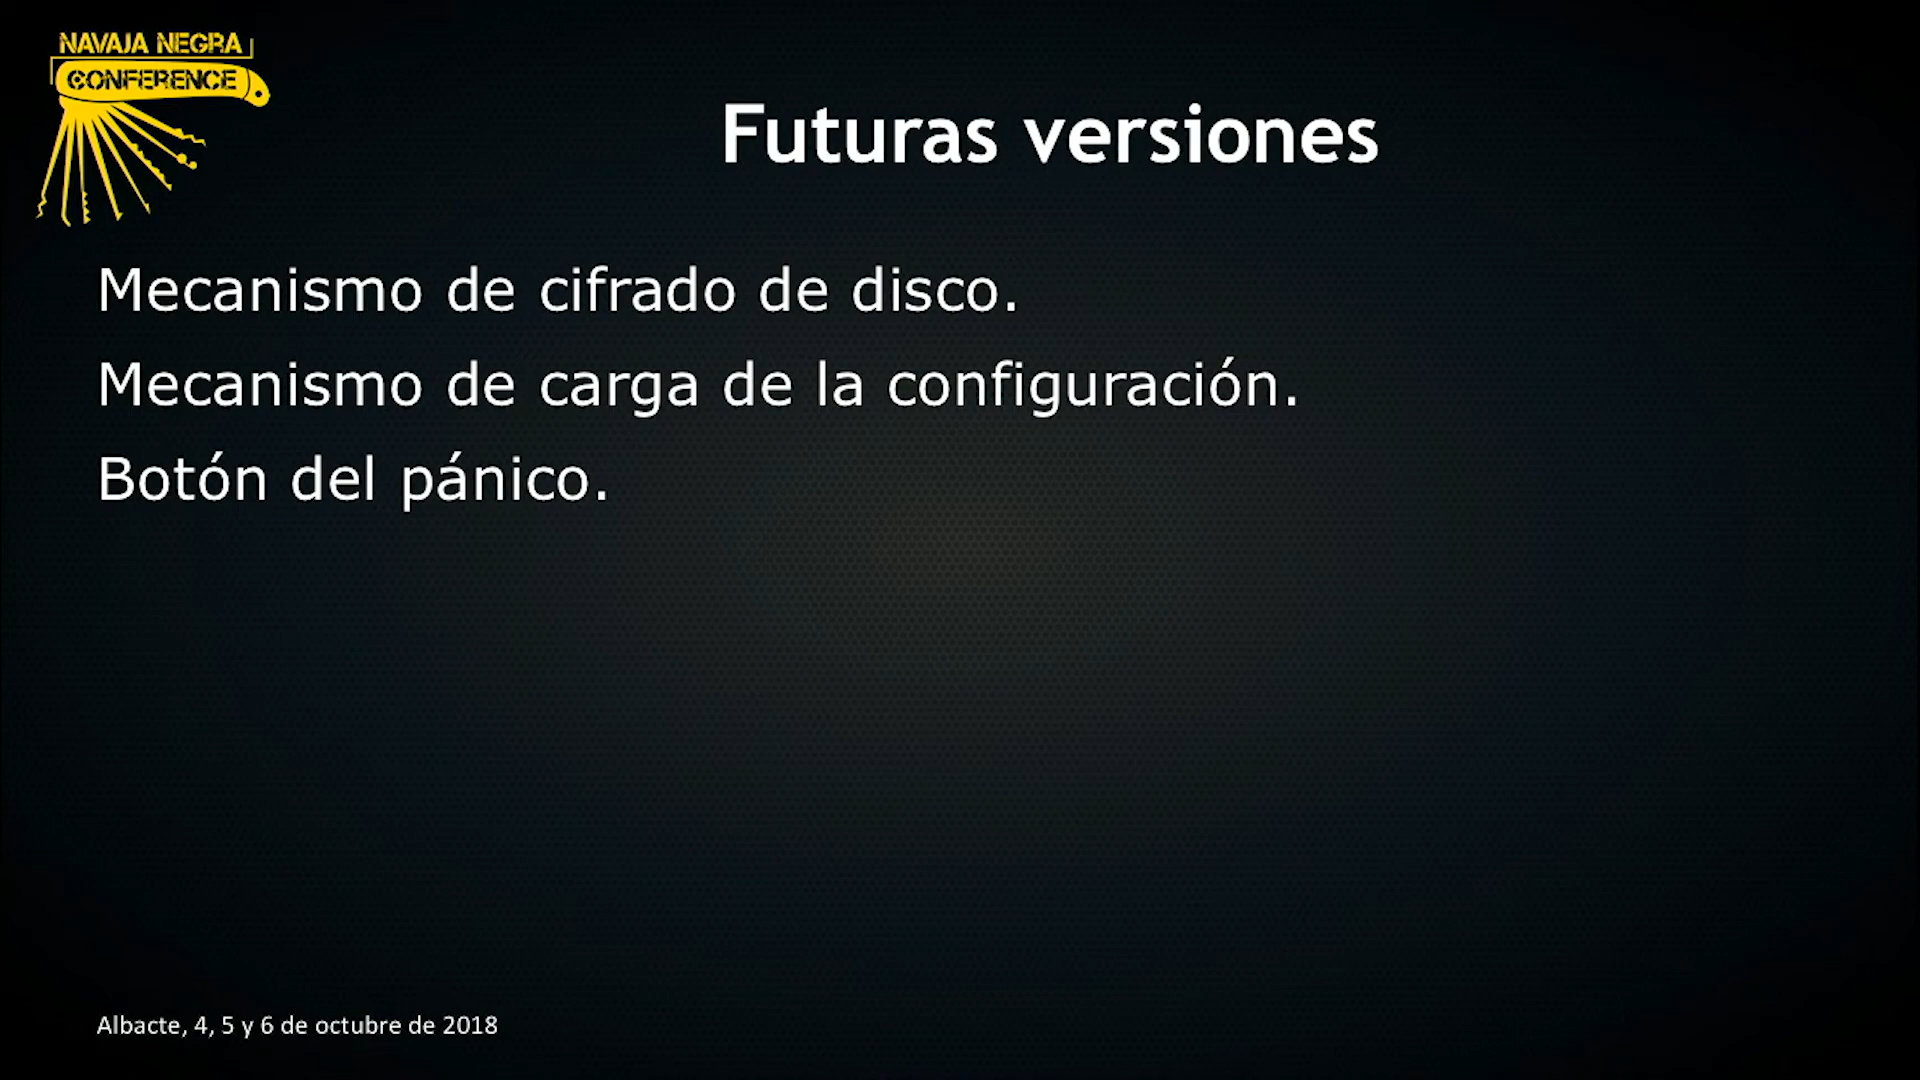 NAVAJA NEGRA
CONFERENCE
Futuras versiones
Mecanismo de cifrado de disco.
Mecanismo de carga de la configuración.
Botón del pánico.
Albacte, 4, 5 y 6 de octubre de 2018